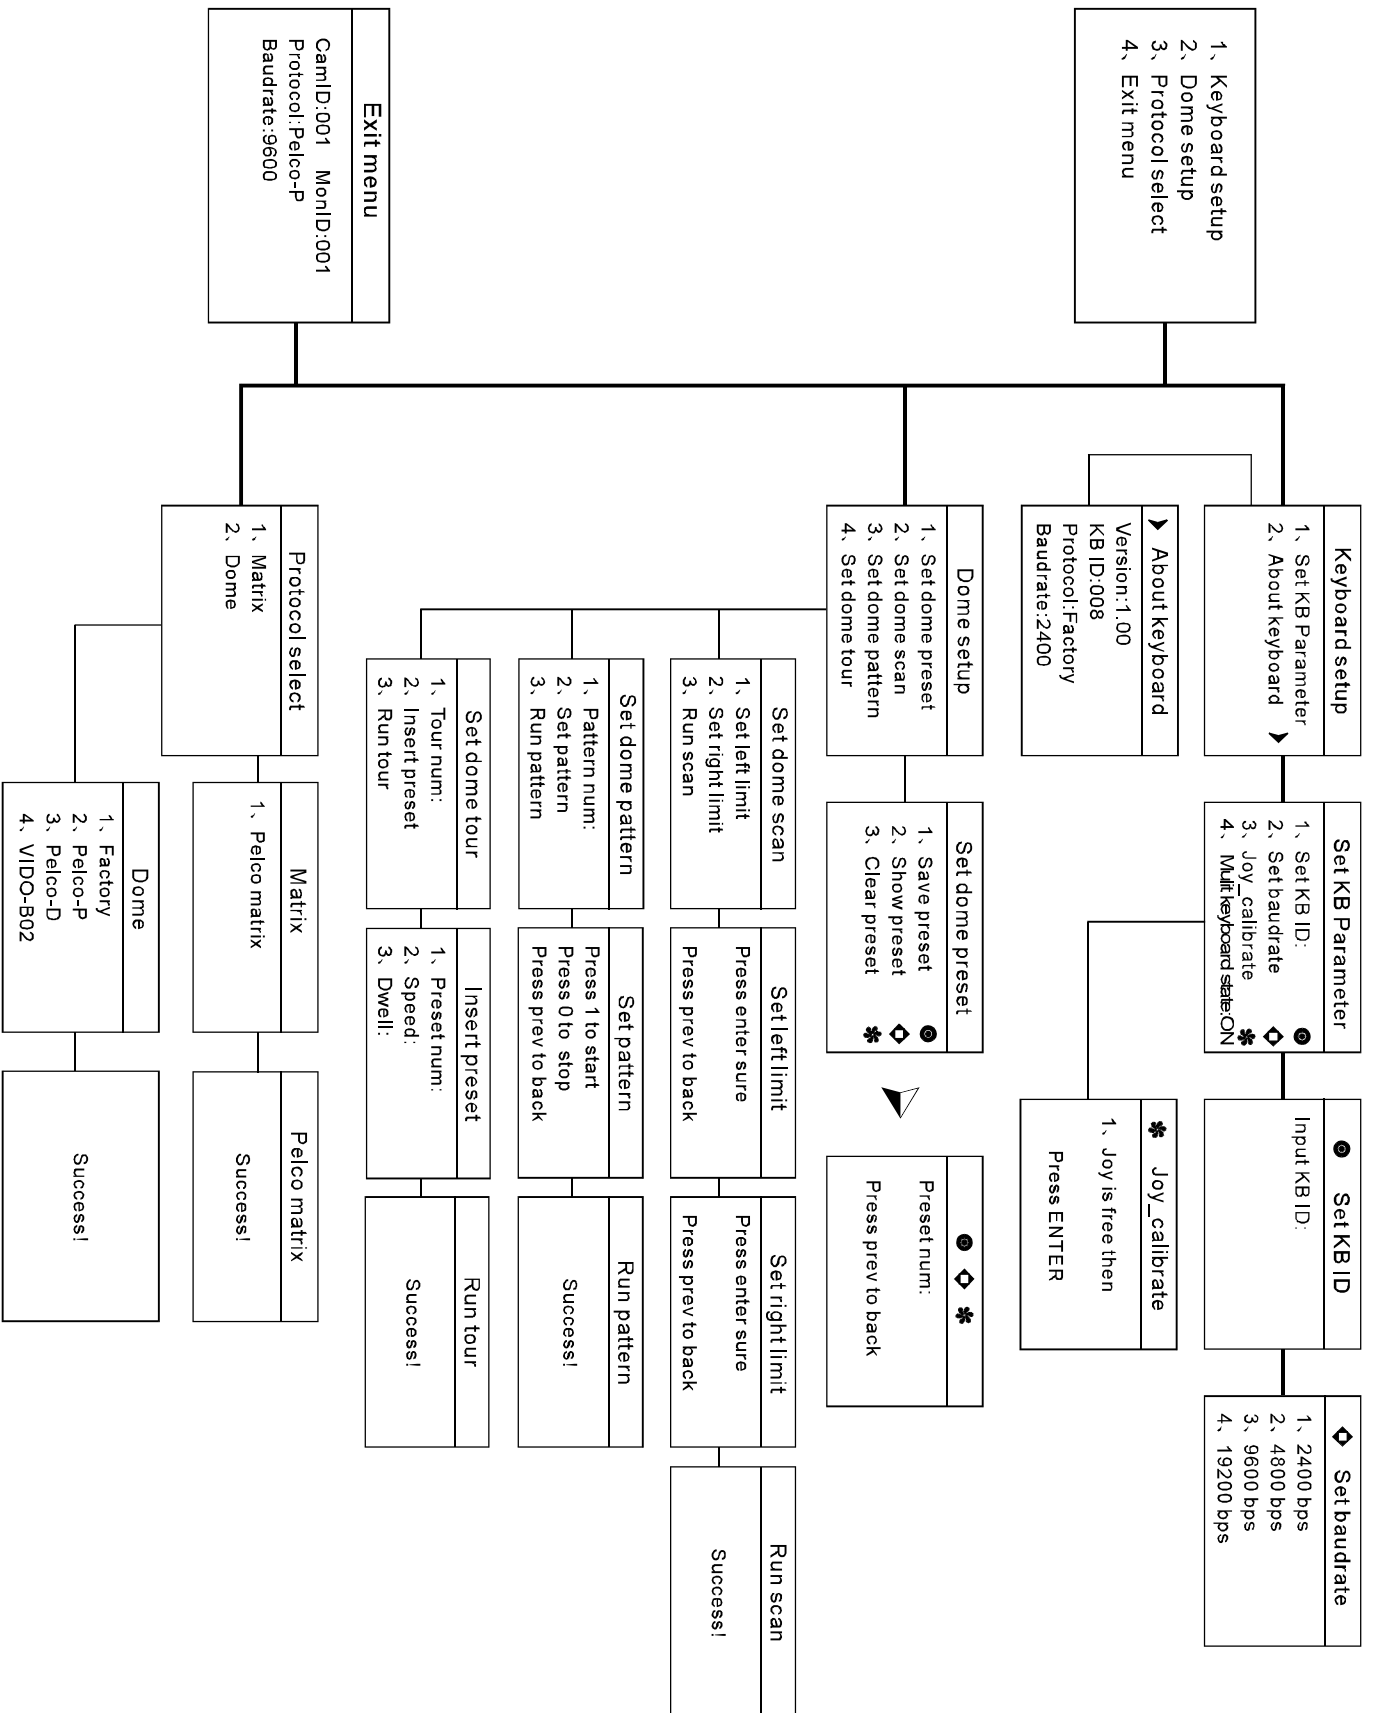 1、Keyboard setup
2、Dome setup
3、Protocol select
4、Exit menu
Keyboard setup
1、Set KB Parameter
2、About keyboard
Set KB Parameter
1、Set KB ID:
2、Set baudrate
3、Joy_calibrate
4、Mulit keyboard state:ON
Set KB ID
Input KB ID:
Set baudrate
1、2400 bps
2、4800 bps
3、9600 bps
4、19200 bps
About keyboard
Version:1.00
KB ID:008
Protocol:Factory
Baudrate:2400
Joy_calibrate
1、Joy is free then
Press ENTER
Dome setup
1、Set dome preset
2、Set dome scan
3、Set dome pattern
4、Set dome tour
Set dome preset
1、Save preset
2、Show preset
3、Clear preset
Preset num:
Press prev to back
Set dome scan
1、Set left limit
2、Set right limit
3、Run scan
Set left limit
Press enter sure
Press prev to back
Set right limit
Press enter sure
Press prev to back
Run scan
Success!
Set dome pattern
1、Pattern num:
2、Set pattern
3、Run pattern
Set pattern
Press 1 to start
Press 0 to stop
Press prev to back
Run pattern
Success!
Set dome tour
1、Tour num:
2、Insert preset
3、Run tour
Insert preset
1、Preset num:
2、Speed:
3、Dwell:
Run tour
Success!
Exit menu
CamID:001 MonID:001
Protocol:Pelco-P
Baudrate:9600
Protocol select
1、Matrix
2、Dome
Matrix
1、Pelco matrix
Pelco matrix
Success!
Dome
1、Factory
2、Pelco-P
3、Pelco-D
4、VIDO-B02
Success!